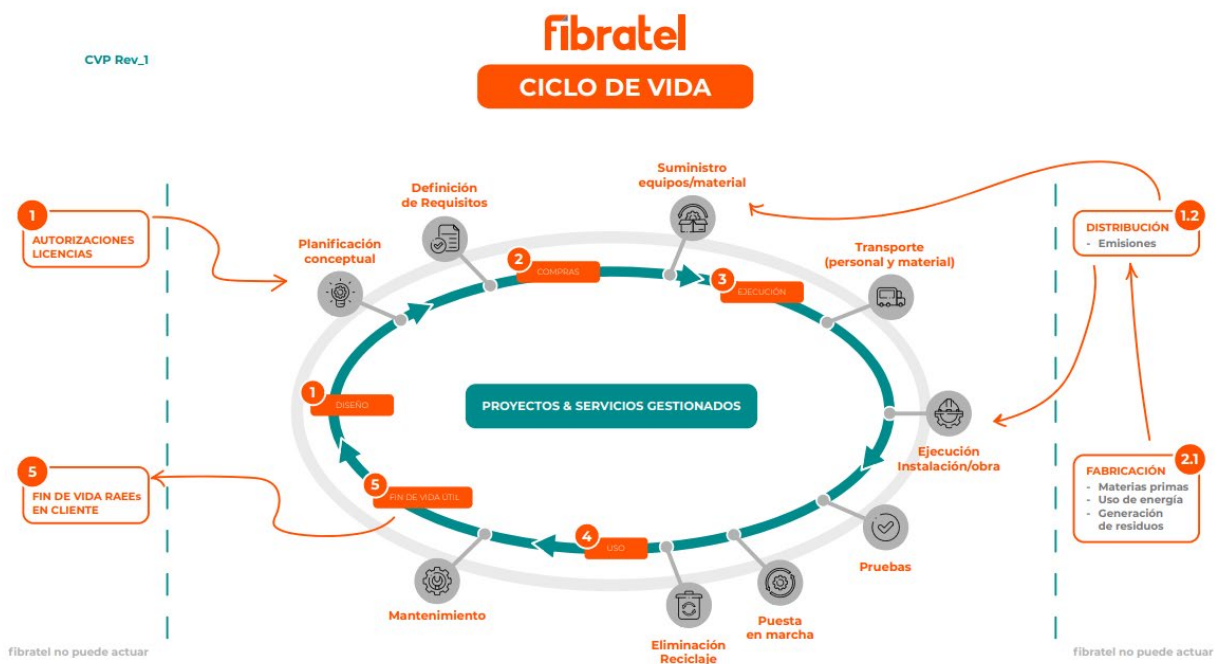 fibratel
CVP Rev_1
CICLO DE VIDA
1
AUTORIZACIONES
LICENCIAS
Planificación
conceptual
Definición
de Requisitos
Suministro
equipos/material
Transporte
(personal y material)
1.2
DISTRIBUCIÓN
- Emisiones
2
COMPRAS
3
EJECUCIÓN
1
DISEÑO
PROYECTOS & SERVICIOS GESTIONADOS
Ejecución
Instalación/obra
5
FIN DE VIDA RAEEs
EN CLIENTE
5
FIN DE VIDA ÚTIL
4
USO
2.1
FABRICACIÓN
- Materias primas
- Uso de energía
- Generación
de residuos
Pruebas
Mantenimiento
Puesta
en marcha
Eliminación
Reciclaje
fibratel no puede actuar
fibratel no puede actuar